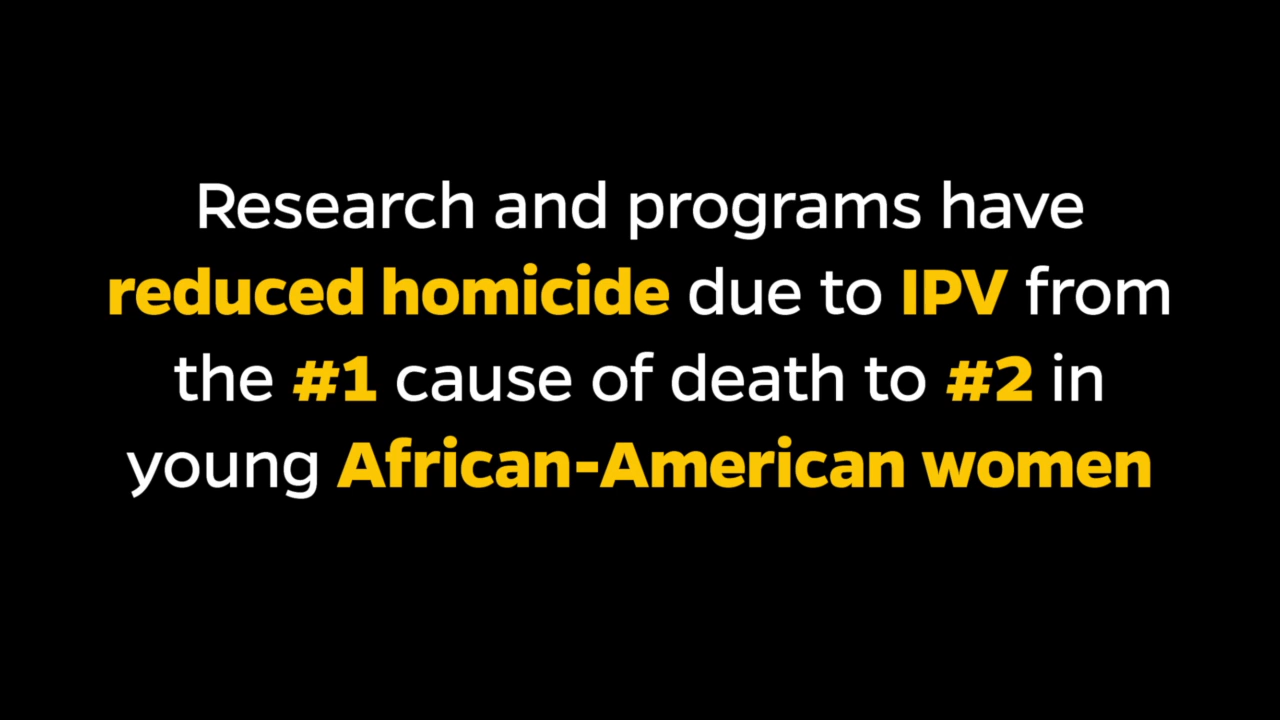 Research and programs have
reduced homicide due to IPV from
the #1 cause of death to #2 in
young African-American women